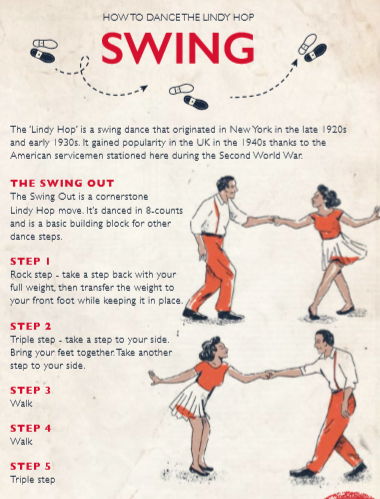 HOW TO DANCE THE LINDY HOP
SWING
The 'Lindy Hop' is a swing dance that originated in New York in the late 1920s
and early 1930s. It gained popularity in the UK in the 1940s thanks to the
American servicemen stationed here during the Second World War.
THE SWING OUT
The Swing Out is a cornerstone
Lindy Hop move. It's danced in 8-counts
and is a basic building block for other
dance steps.
STEP 1
Rock step - take a step back with your
full weight, then transfer the weight to
your front foot while keeping it in place.
STEP 2
Triple step - take a step to your side.
Bring your feet together. Take another
step to your side.
STEP 3
Walk
STEP 4
Walk
STEP 5
Triple step